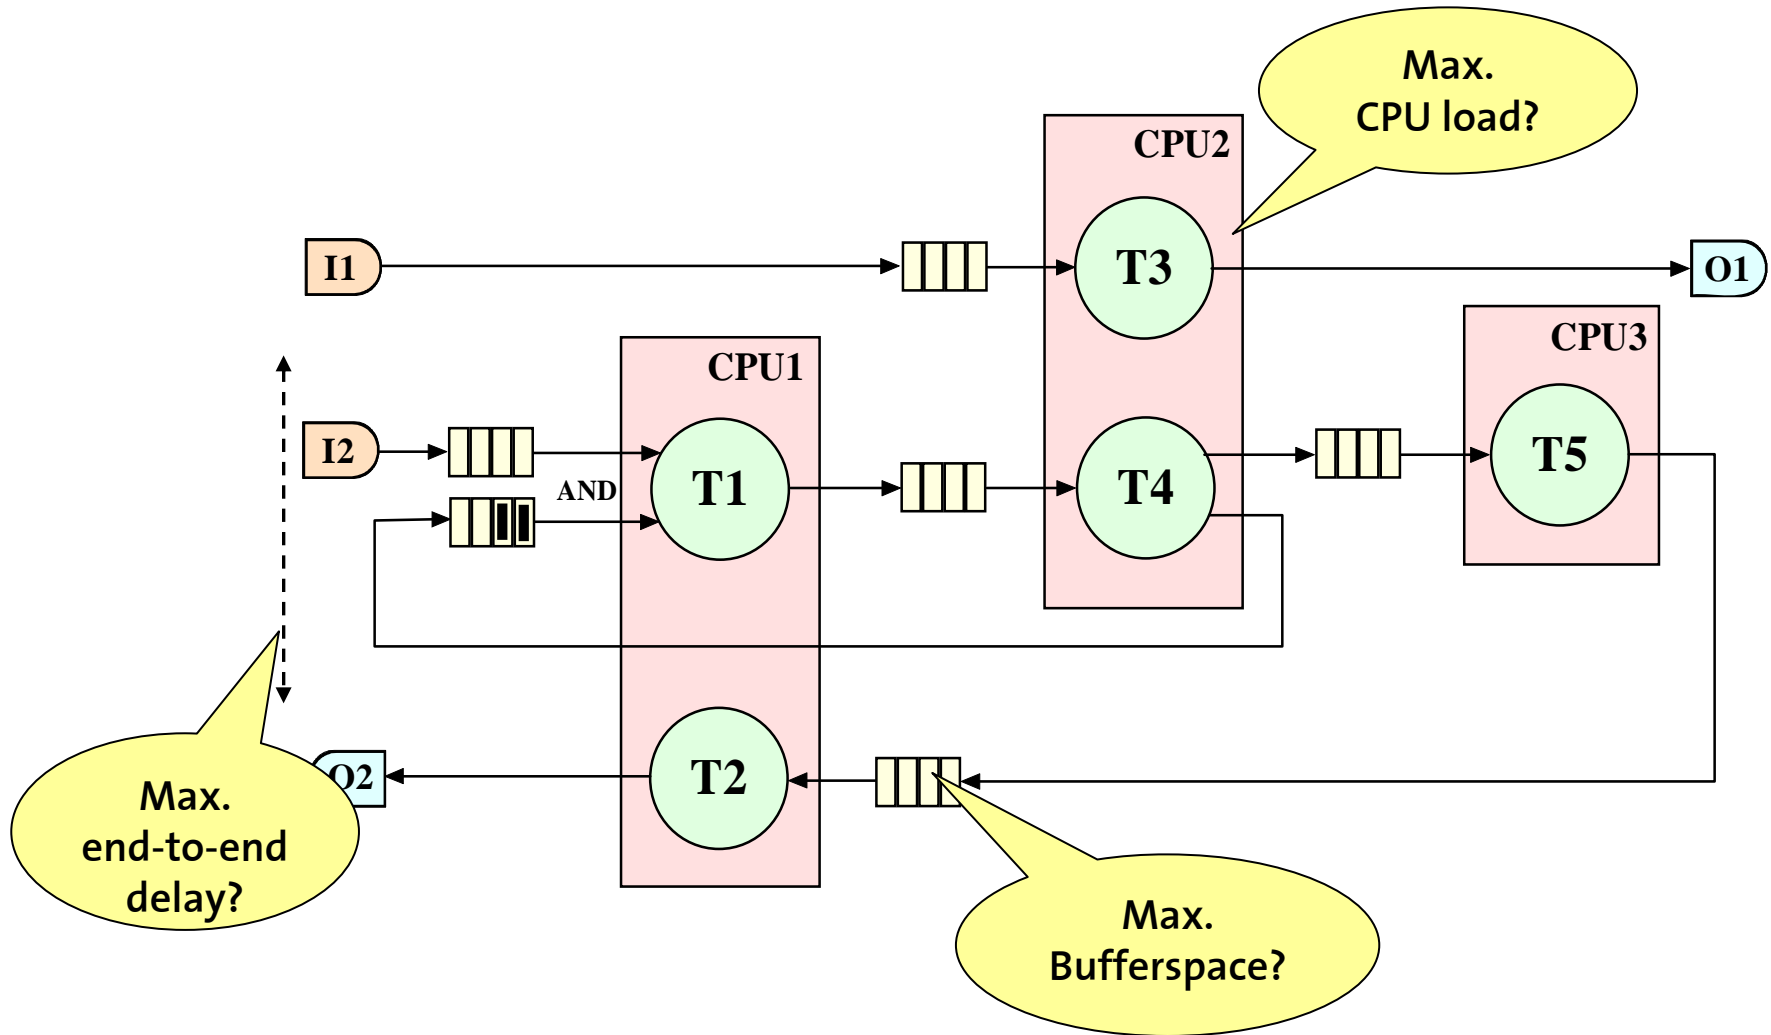 Max.
CPU load?
CPU2
I1
T3
O1
CPU3
CPU1
I2
T5
AND
T1
T4
T2
O2
Max.
end-to-end
delay?
Max.
Bufferspace?